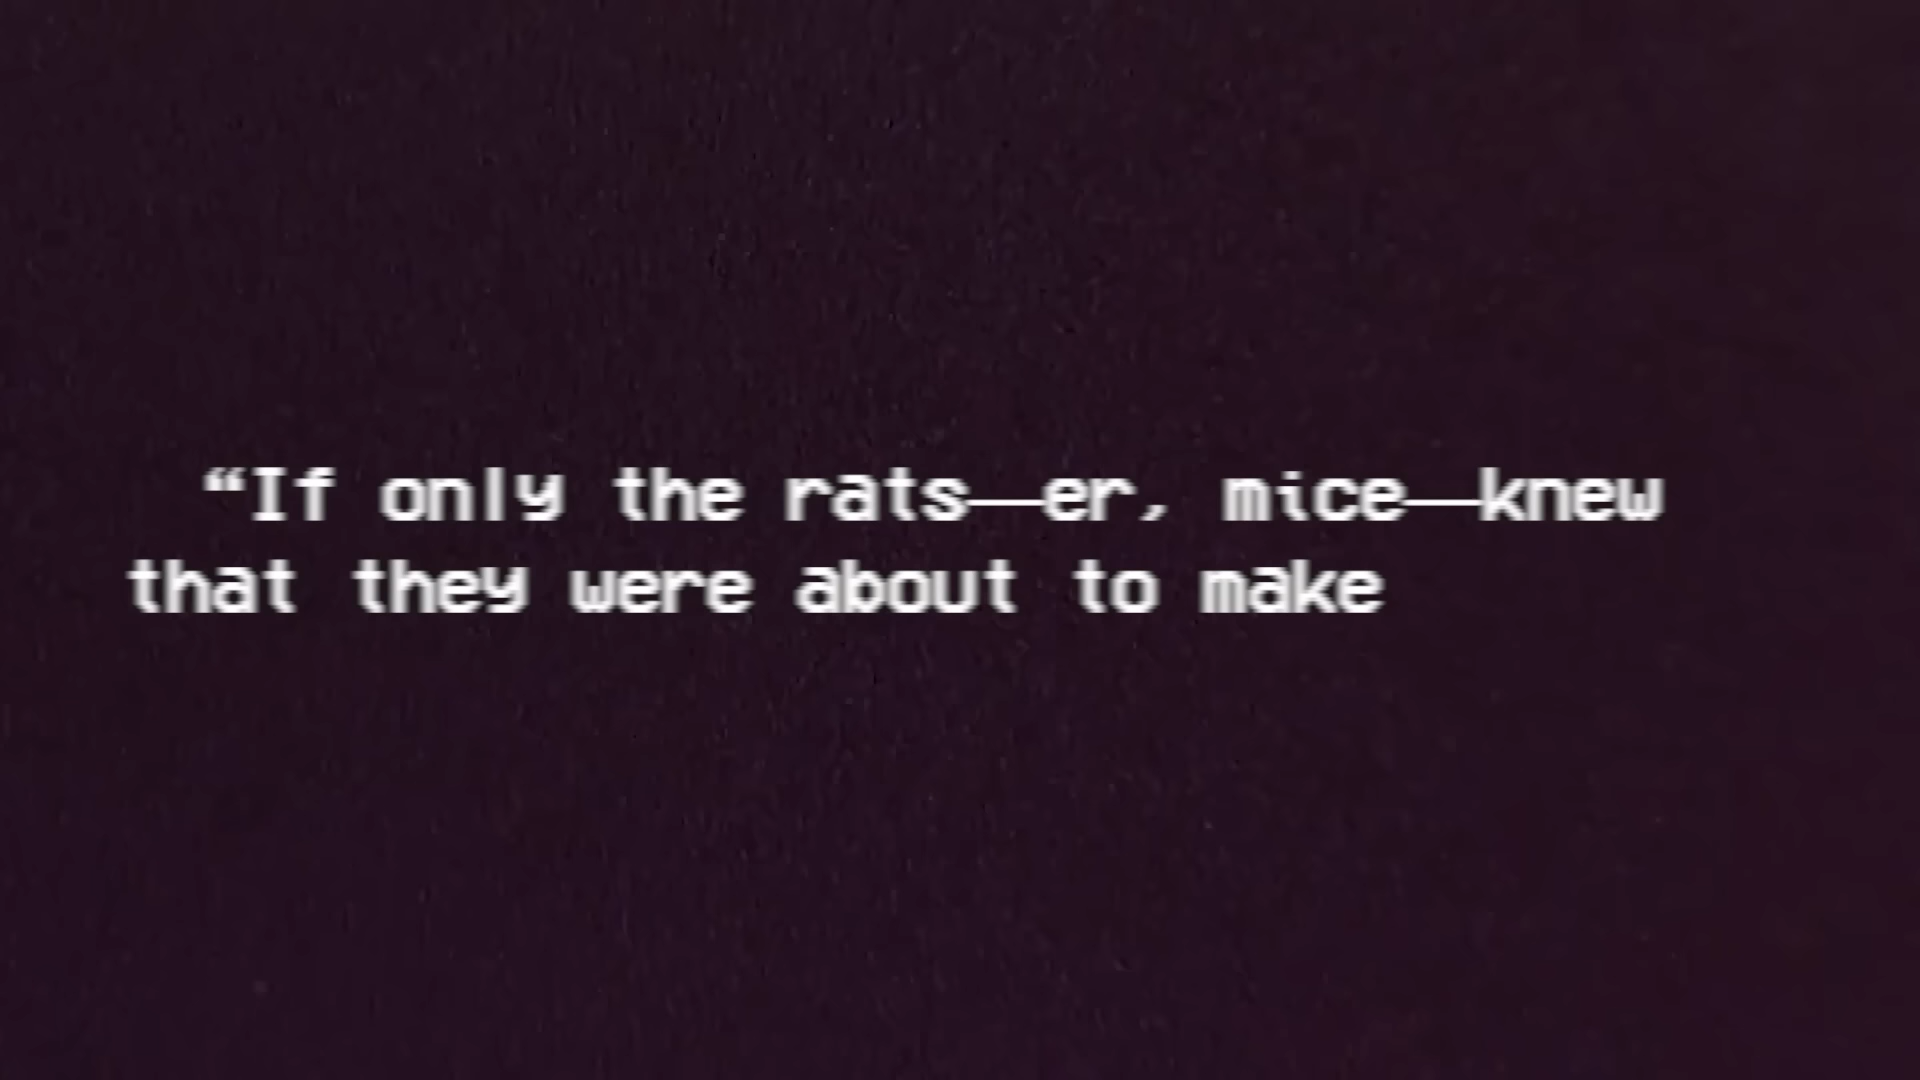 “If only the rats—er, mice—knew
that they were about to make